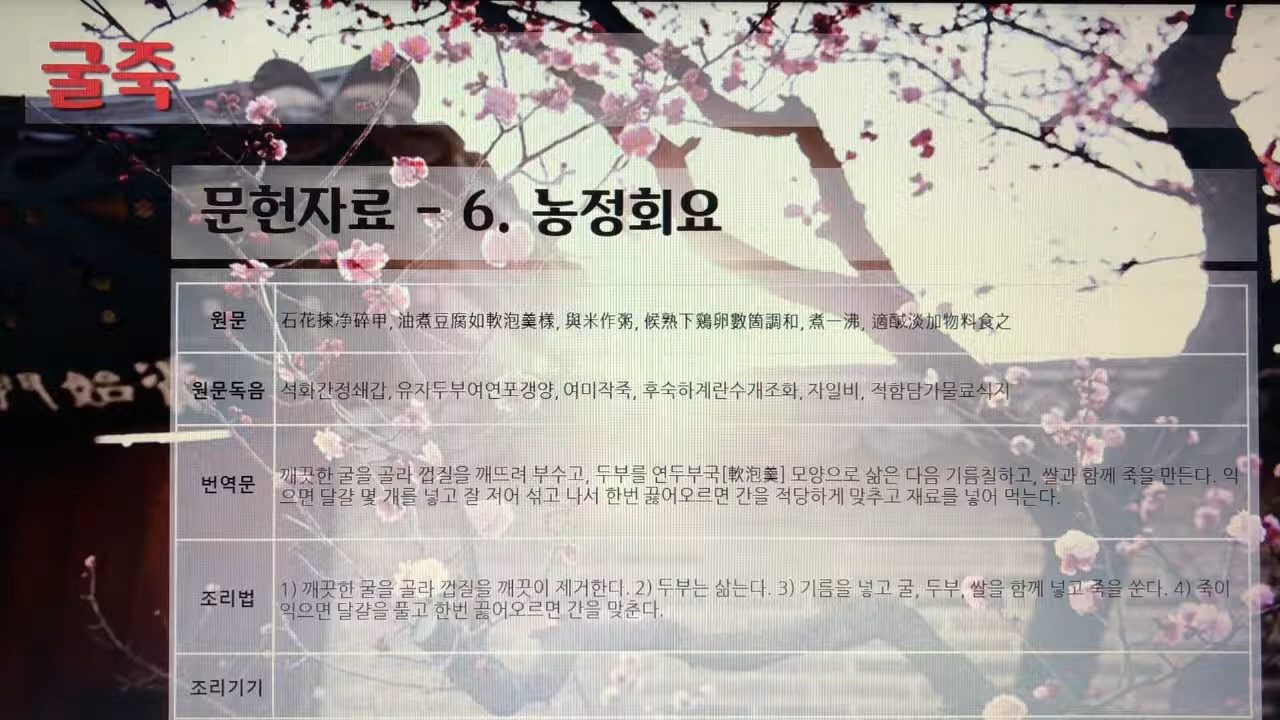 굴죽
문헌자료 - 6. 농정회요
원문
石花揀净碎甲, 油煮豆腐如軟泡羹樣, 與米作粥, 候熟下鷄卵數箇調和, 煮一沸, 適醎淡加物料食之
원문독음
석화간정쇄갑, 유자두부여연포갱양, 여미작죽, 후숙하계란수개조화, 자일비, 적함담가물료식지
번역문
깨끗한 굴을 골라 껍질을 깨뜨려 부수고, 두부를 연두부국[軟泡羹] 모양으로 삶은 다음 기름칠하고, 쌀과 함께 죽을 만든다. 익
으면 달걀 몇 개를 넣고 잘 저어 섞고 나서 한번 끓어오르면 간을 적당하게 맞추고 재료를 넣어 먹는다.
조리법
1) 깨끗한 굴을 골라 껍질을 깨끗이 제거한다. 2) 두부는 삶는다. 3) 기름을 넣고 굴, 두부, 쌀을 함께 넣고 죽을 쑨다. 4) 죽이
익으면 달걀을 풀고 한번 끓어오르면 간을 맞춘다.
조리기기
門始